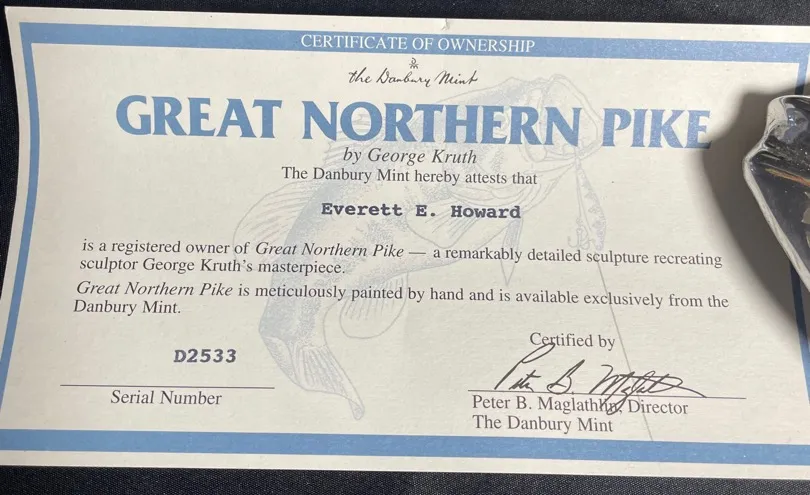 CERTIFICATE OF OWNERSHIP
the Danbury Mint
GREAT NORTHERN PIKE
by George Kruth
The Danbury Mint hereby attests that
Everett E. Howard
is a registered owner of Great Northern Pike — a remarkably detailed sculpture recreating
sculptor George Kruth's masterpiece.
Great Northern Pike is meticulously painted by hand and is available exclusively from the
Danbury Mint.
D2533
Serial Number
Certified by
Peter B. Maglathlin, Director
The Danbury Mint